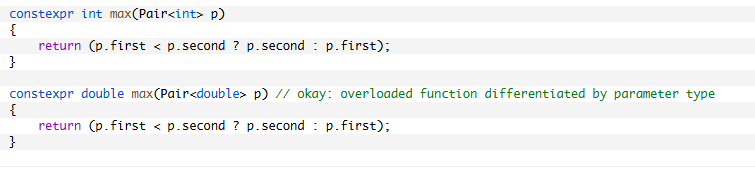 constexpr int max(Pair<int> p)
{
    return (p.first < p.second ? p.second : p.first);
}
constexpr double max(Pair<double> p) // okay: overloaded function differentiated by parameter type
{
    return (p.first < p.second ? p.second : p.first);
}